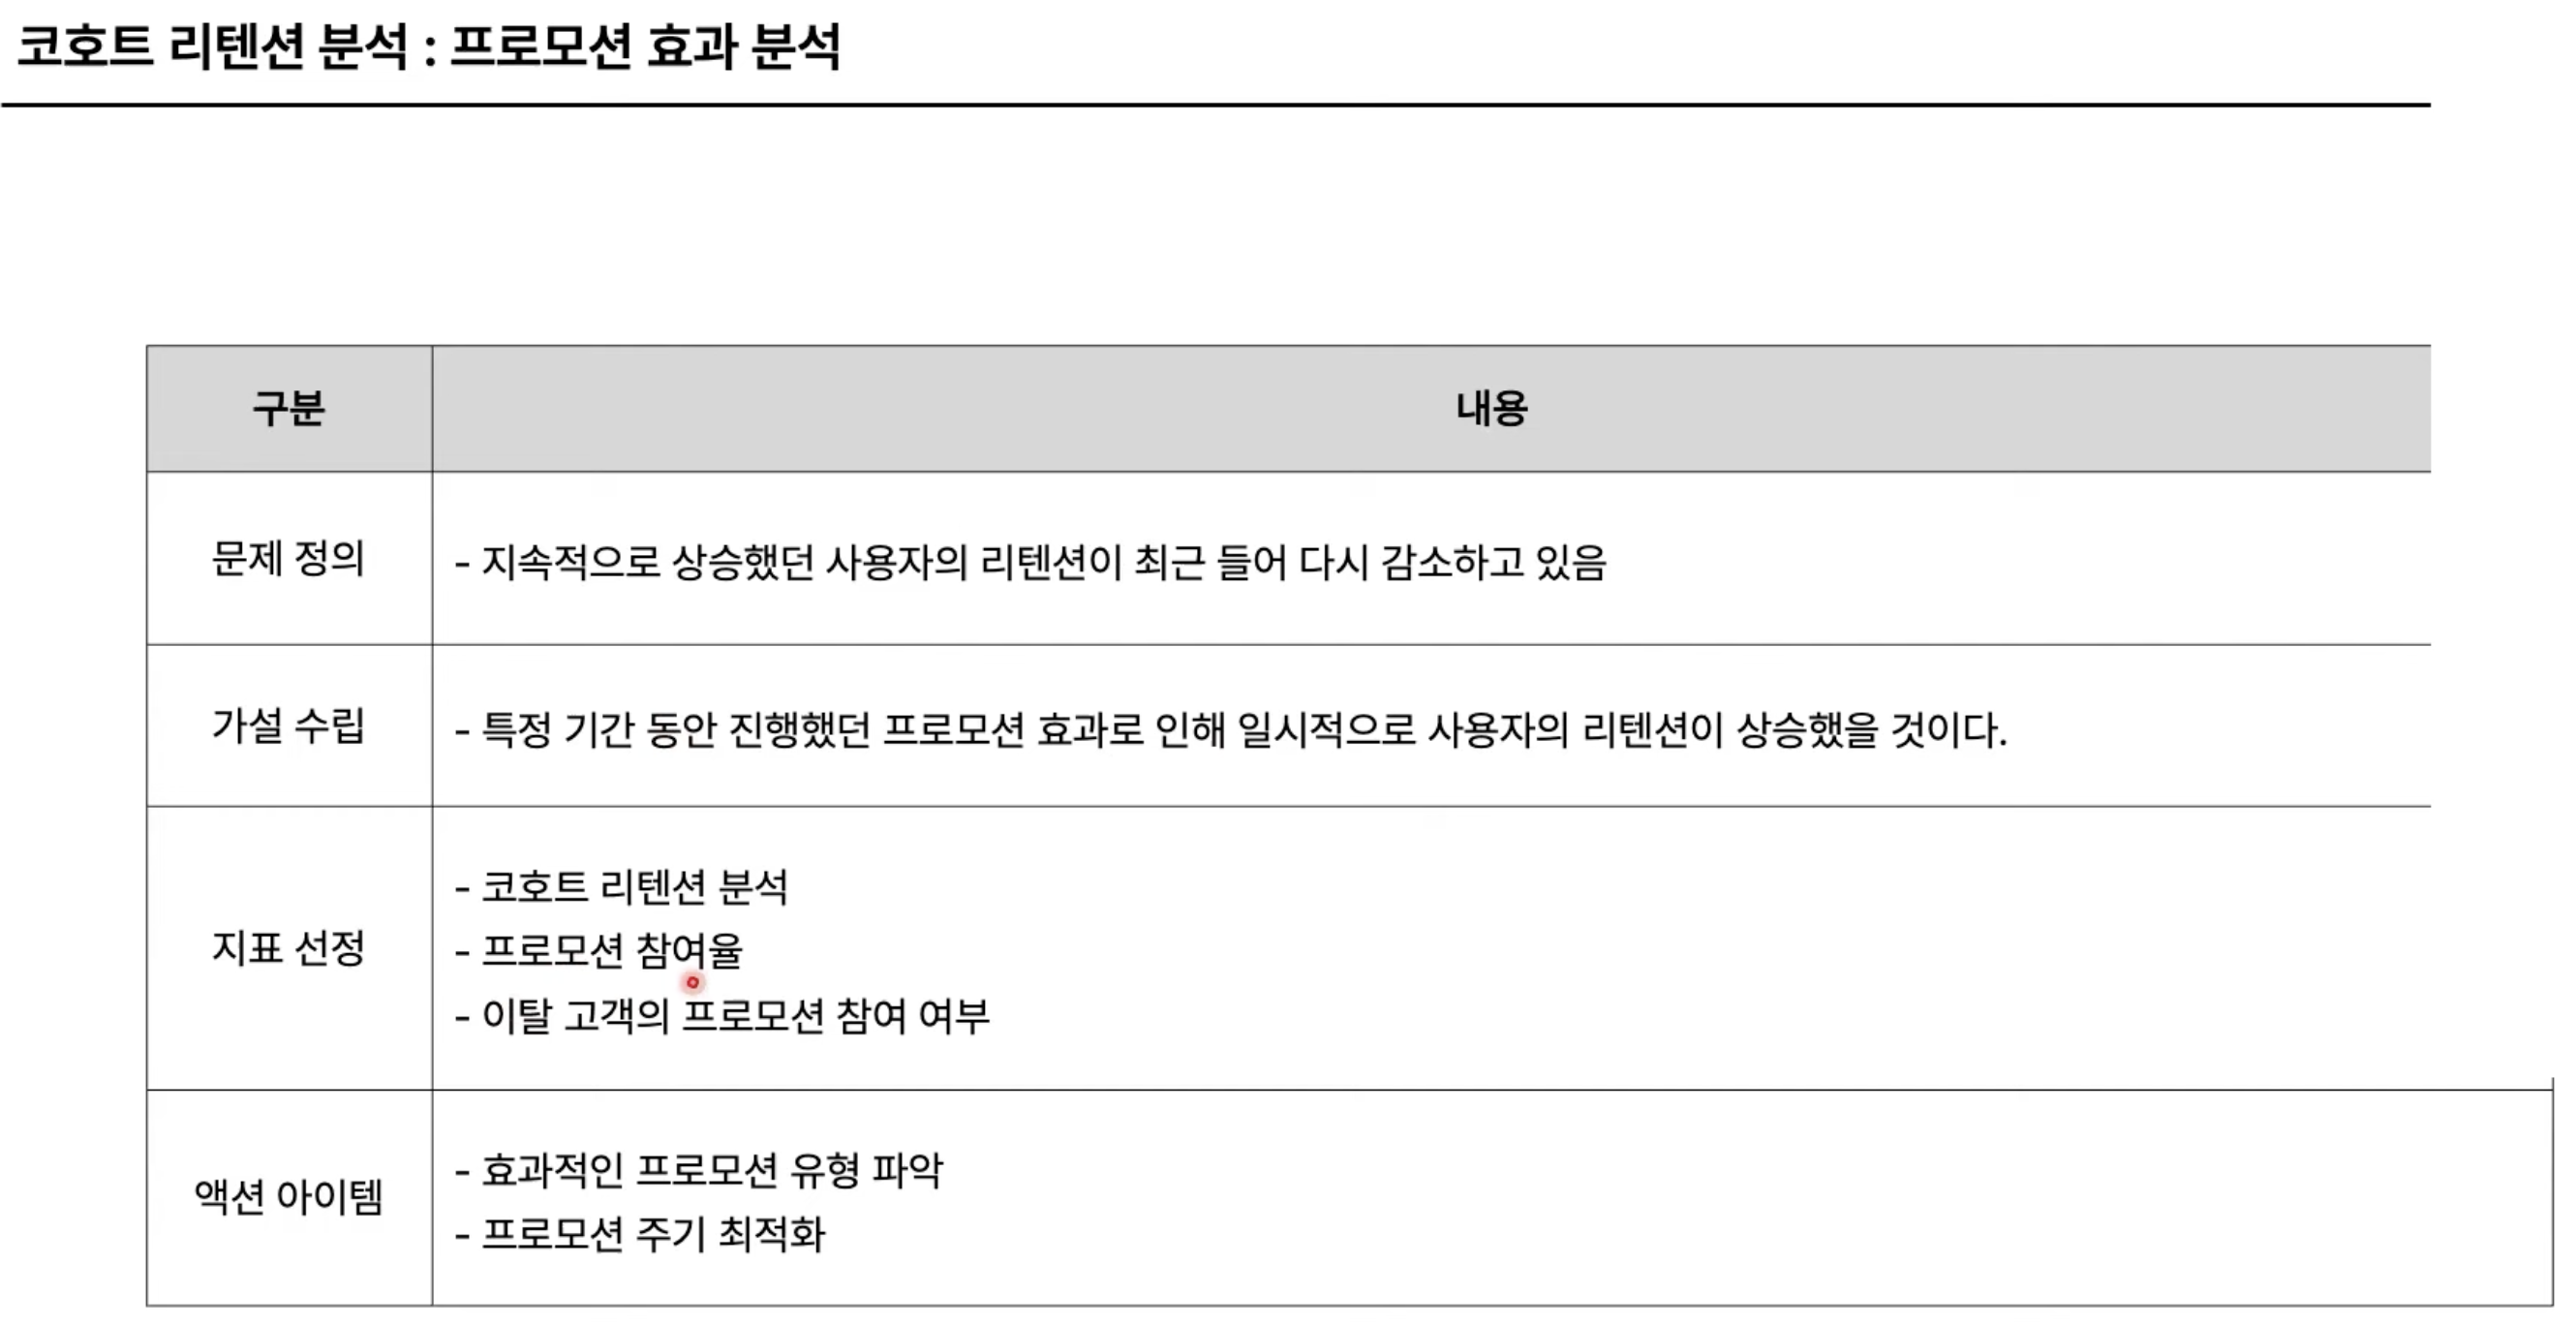 코호트 리텐션 분석 : 프로모션 효과 분석
구분
내용
문제 정의
- 지속적으로 상승했던 사용자의 리텐션이 최근 들어 다시 감소하고 있음
가설 수립
- 특정 기간 동안 진행했던 프로모션 효과로 인해 일시적으로 사용자의 리텐션이 상승했을 것이다.
지표 선정
- 코호트 리텐션 분석
- 프로모션 참여율
- 이탈 고객의 프로모션 참여 여부
액션 아이템
- 효과적인 프로모션 유형 파악
- 프로모션 주기 최적화